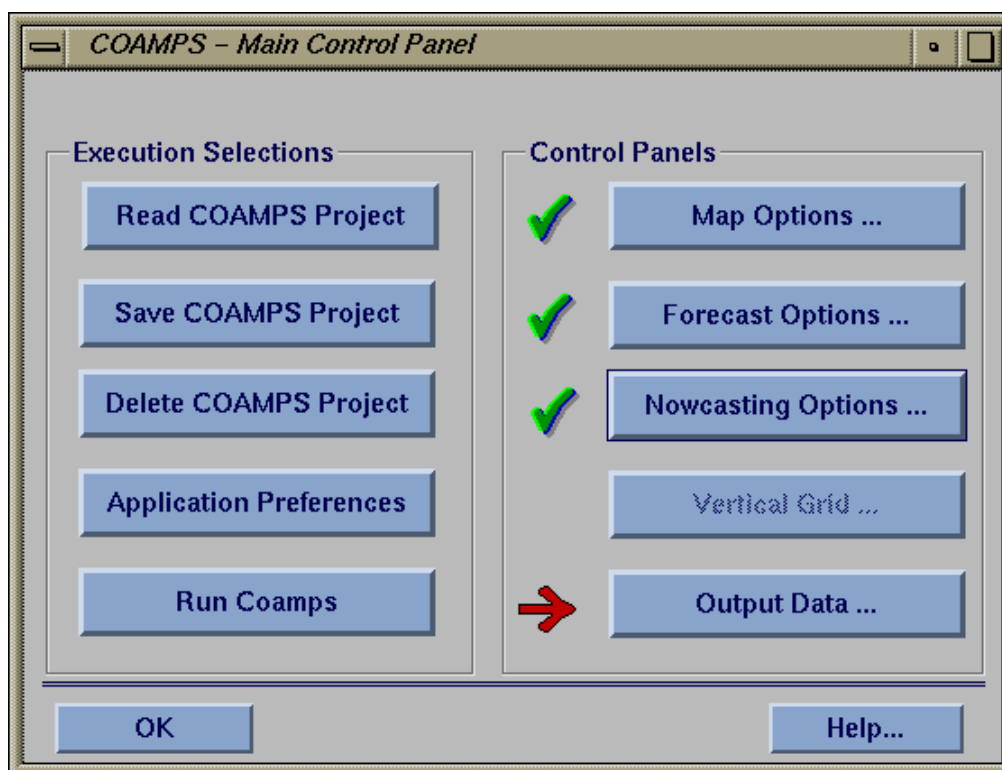 COAMPS – Main Control Panel
Execution Selections
Read COAMPS Project
Save COAMPS Project
Delete COAMPS Project
Application Preferences
Run Coamps
Control Panels
Map Options ...
Forecast Options ...
Nowcasting Options ...
Vertical Grid ...
Output Data ...
OK
Help...